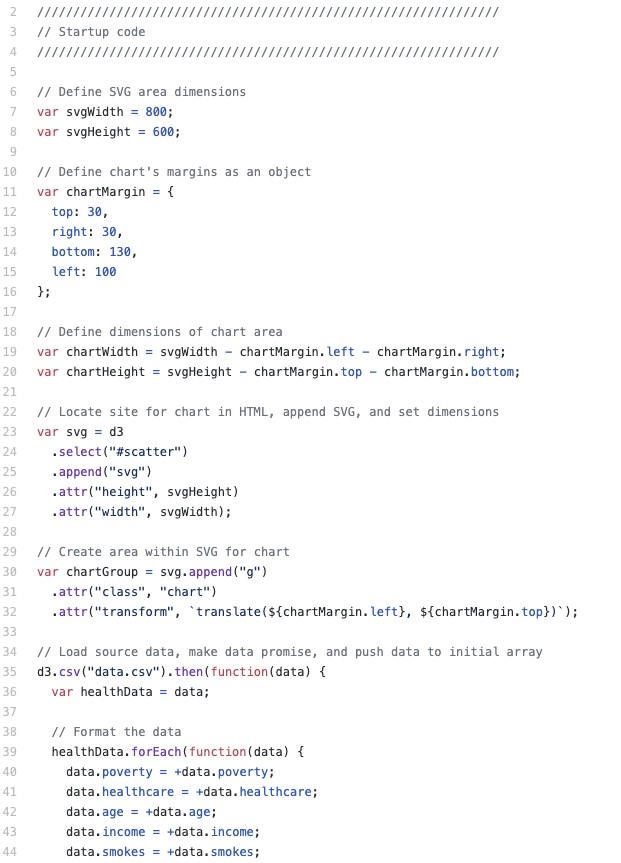 2 ////////////////////////////////////////////////////////////////
3 // Startup code
4 ////////////////////////////////////////////////////////////////
5
6 // Define SVG area dimensions
7 var svgWidth = 800;
8 var svgHeight = 600;
9
10 // Define chart's margins as an object
11 var chartMargin = {
12   top: 30,
13   right: 30,
14   bottom: 130,
15   left: 100
16 };
17
18 // Define dimensions of chart area
19 var chartWidth = svgWidth - chartMargin.left - chartMargin.right;
20 var chartHeight = svgHeight - chartMargin.top - chartMargin.bottom;
21
22 // Locate site for chart in HTML, append SVG, and set dimensions
23 var svg = d3
24   .select("#scatter")
25   .append("svg")
26   .attr("height", svgHeight)
27   .attr("width", svgWidth);
28
29 // Create area within SVG for chart
30 var chartGroup = svg.append("g")
31   .attr("class", "chart")
32   .attr("transform", `translate(${chartMargin.left}, ${chartMargin.top})`);
33
34 // Load source data, make data promise, and push data to initial array
35 d3.csv("data.csv").then(function(data) {
36   var healthData = data;
37
38   // Format the data
39   healthData.forEach(function(data) {
40     data.poverty = +data.poverty;
41     data.healthcare = +data.healthcare;
42     data.age = +data.age;
43     data.income = +data.income;
44     data.smokes = +data.smokes;